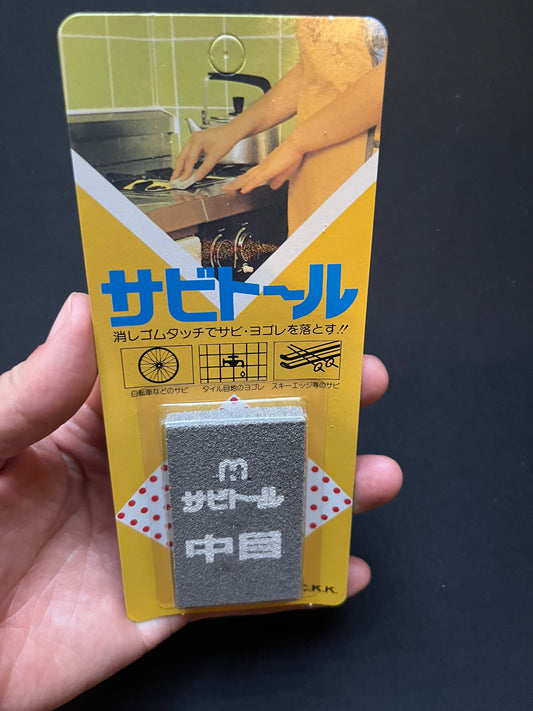 サビトール
消しゴムタッチでサビ・ヨゴレを落とす!!
自転車などのサビ
タイル目地のヨゴレ
スキーエッジ等のサビ
サビトール
中目
C.K.K.